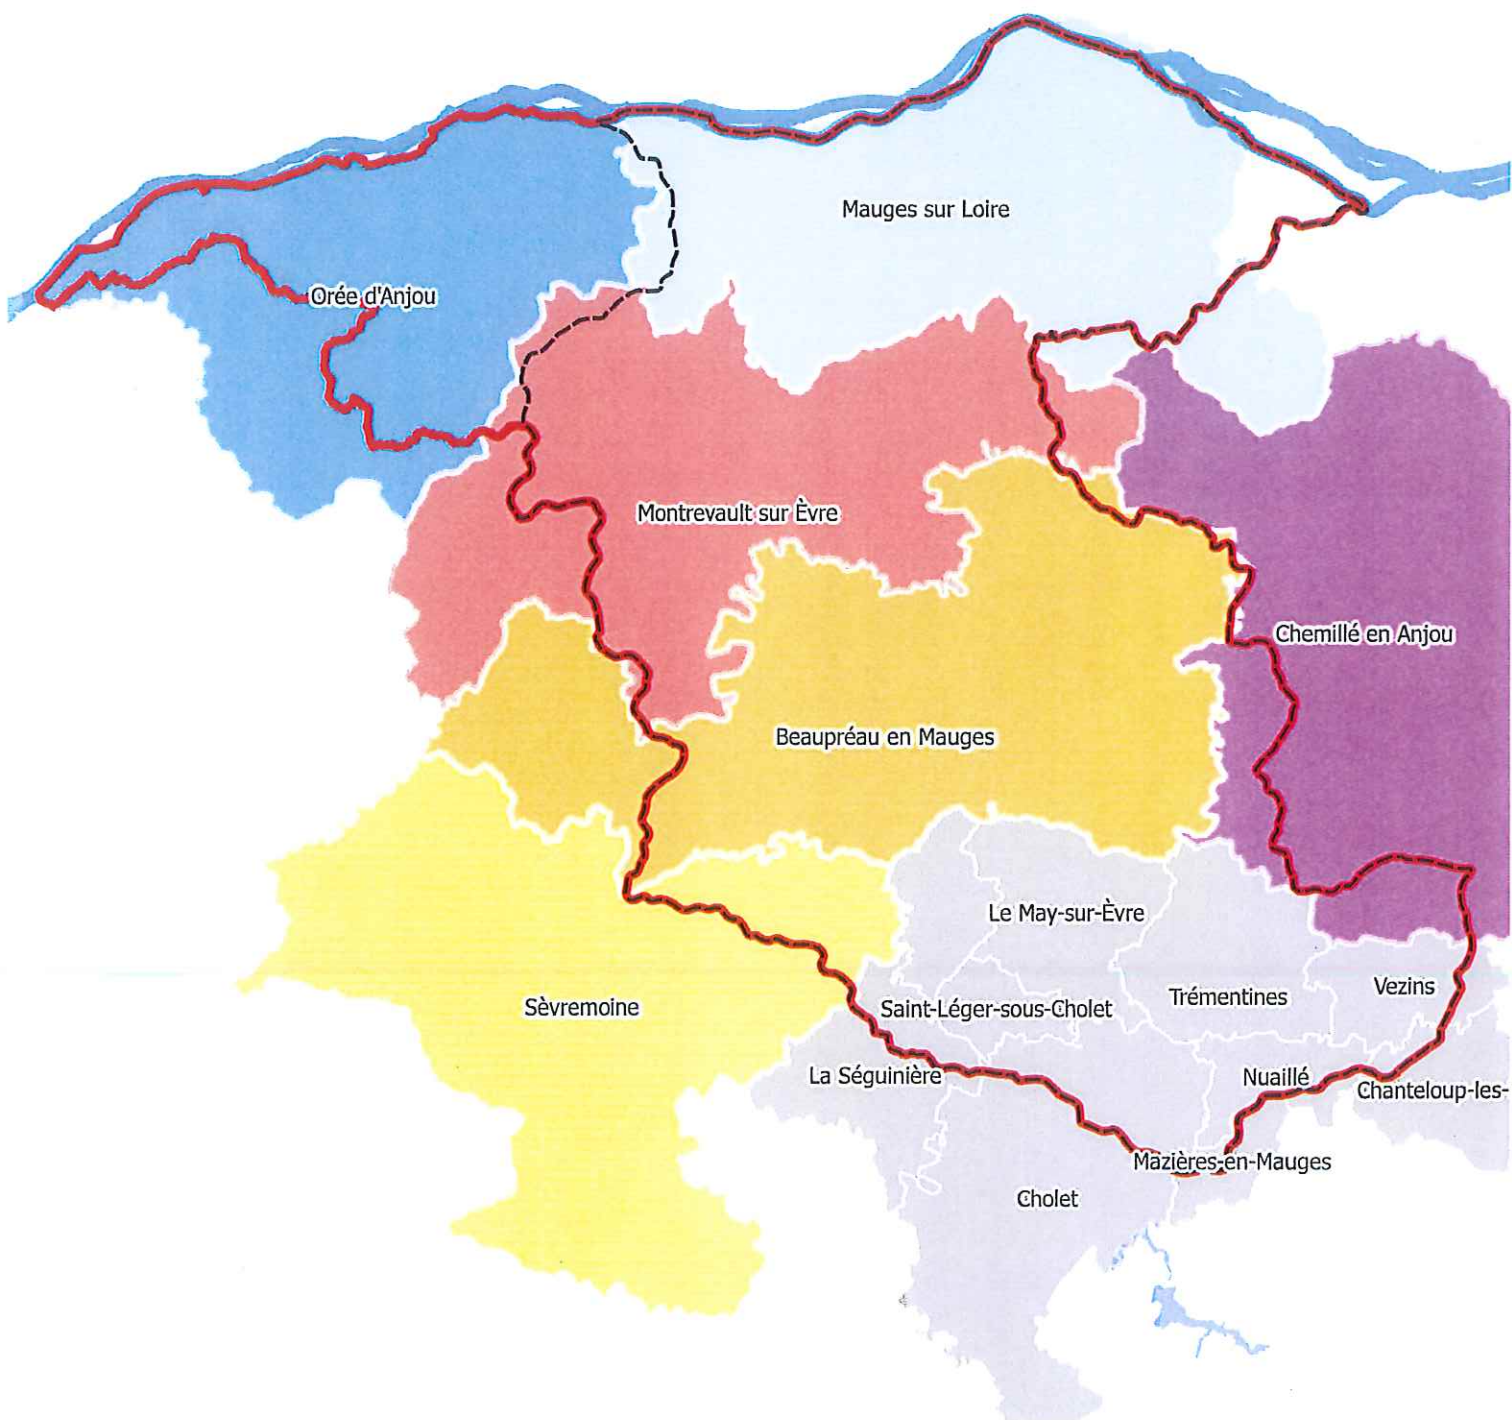 Mauges sur Loire
Orée d'Anjou
Montrevault sur Èvre
Chemillé en Anjou
Beaupréau en Mauges
Le May-sur-Èvre
Vezins
Trémentines
Sèvremoine
Saint-Léger-sous-Cholet
La Séguinière
Nuaillé
Chanteloup-les-
Mazières-en-Mauges
Cholet